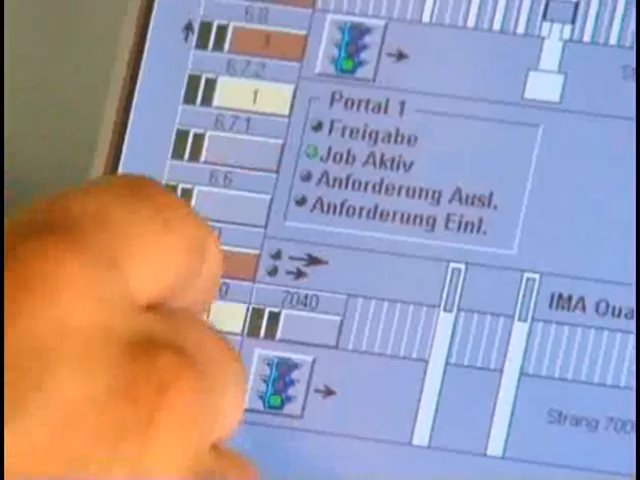 6.8
1
6.7.2
1
6.7.1
6.6
Portal 1
Freigabe
Job Aktiv
Anforderung Ausl.
Anforderung Einl.
7040
IMA Qua
Strang 700